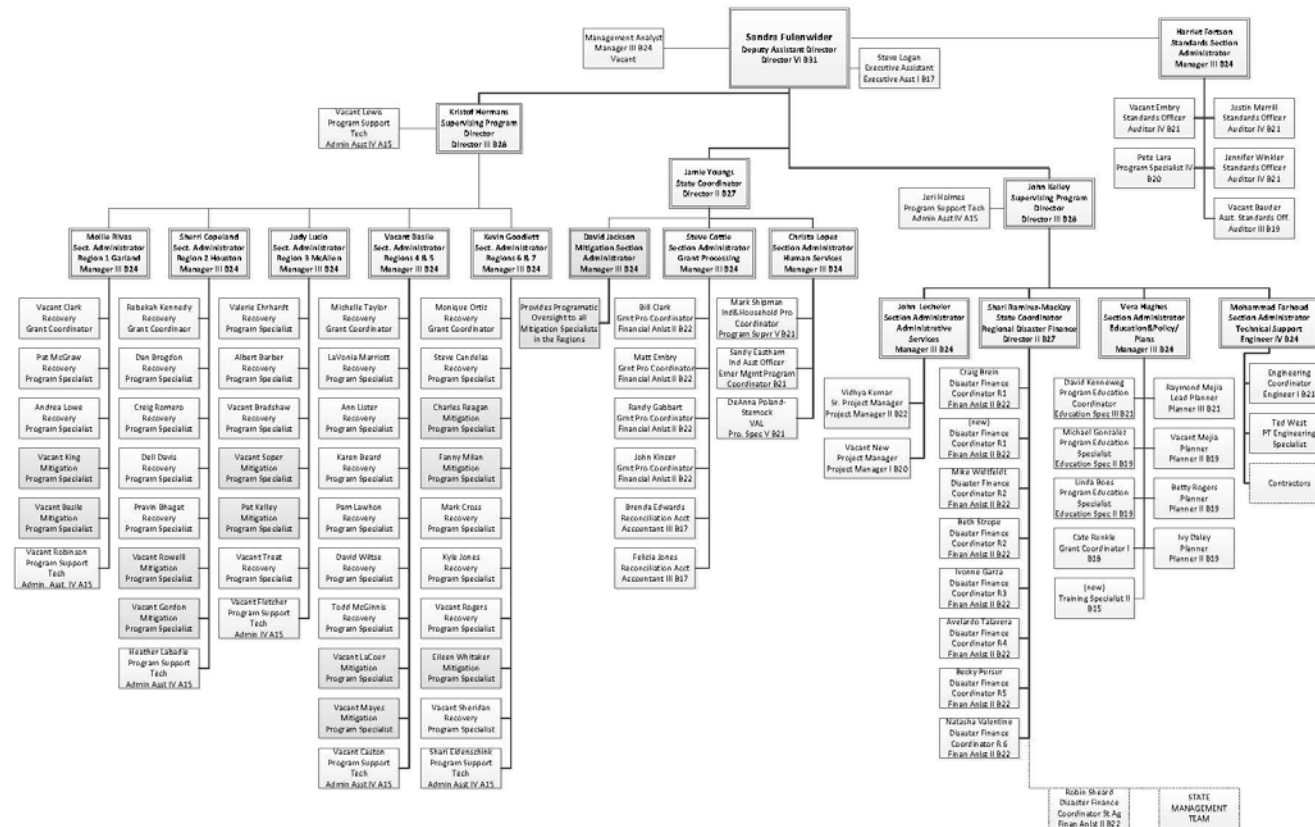 Management Analyst
Manager III B24
Vacant
Sandra Fulenwider
Deputy Assistant Director
Director VI B31
Steve Logan
Executive Assistant
Executive Asst I B17
Harriet Fortson
Standards Section
Administrator
Manager III B24
Vacant Embry
Standards Officer
Auditor IV B21
Justin Merrill
Standards Officer
Auditor IV B21
Pete Lara
Program Specialist IV
B20
Jennifer Winkler
Standards Officer
Auditor IV B21
Vacant Bauder
Asst. Standards Off.
Auditor III B19
Vacant Lewis
Program Support
Tech
Admin Asst IV A15
Kristof Hermans
Supervising Program
Director
Director III B28
Jamie Youngs
State Coordinator
Director II B27
Jeri Holmes
Program Support Tech
Admin Asst IV A15
John Kelley
Supervising Program
Director
Director III B28
Mollie Rivas
Sect. Administrator
Region 1 Garland
Manager III B24
Sherri Copeland
Sect. Administrator
Region 2 Houston
Manager III B24
Judy Lucio
Sect. Administrator
Region 3 McAllen
Manager III B24
Vacant Basile
Sect. Administrator
Regions 4 & 5
Manager III B24
Kevin Goodlett
Sect. Administrator
Regions 6 & 7
Manager III B24
David Jackson
Mitigation Section
Administrator
Manager III B24
Steve Cottle
Section Administrator
Grant Processing
Manager III B24
Christa Lopez
Section Administrator
Human Services
Manager III B24
Vacant Clark
Recovery
Grant Coordinator
Pat McGraw
Recovery
Program Specialist
Andrea Lowe
Recovery
Program Specialist
Vacant King
Mitigation
Program Specialist
Vacant Basile
Mitigation
Program Specialist
Vacant Robinson
Program Support
Tech
Admin. Asst. IV A15
Rebekah Kennedy
Recovery
Grant Coordinaor
Dan Brogdon
Recovery
Program Specialist
Creig Romero
Recovery
Program Specialist
Dell Davis
Recovery
Program Specialist
Pravin Bhagat
Recovery
Program Specialist
Vacant Rowelll
Mitigation
Program Specialist
Vacant Gordon
Mitigation
Program Specialist
Heather Labadie
Program Support
Tech
Admin Asst IV A15
Valerie Ehrhardt
Recovery
Program Specialist
Albert Barber
Recovery
Program Specialist
Vacant Bradshaw
Recovery
Program Specialist
Vacant Soper
Mitigation
Program Specialist
Pat Kelley
Mitigation
Program Specialist
Vacant Treat
Recovery
Program Specialist
Vacant Fletcher
Program Support
Tech
Admin IV A15
Michelle Taylor
Recovery
Grant Coordinator
LaVonia Marriott
Recovery
Program Specialist
Ann Lister
Recovery
Program Specialist
Karen Beard
Recovery
Program Specialist
Pam Lawhon
Recovery
Program Specialist
David Wiltse
Recovery
Program Specialist
Todd McGinnis
Recovery
Program Specialist
Vacant LaCoer
Mitigation
Program Specialist
Vacant Mayes
Mitigation
Program Specialist
Vacant Caston
Program Support
Tech
Admin Asst IV A15
Monique Ortiz
Recovery
Grant Coordinator
Steve Candelas
Recovery
Program Specialist
Charles Reagan
Mitigation
Program Specialist
Fanny Milan
Mitigation
Program Specialist
Mark Cross
Recovery
Program Specialist
Kyle Jones
Recovery
Program Specialist
Vacant Rogers
Recovery
Program Specialist
Eileen Whitaker
Mitigation
Program Specialist
Vacant Sheridan
Recovery
Program Specialist
Shari Eidenschink
Program Support
Tech
Admin Asst IV A15
Provides Programatic
Oversight to all
Mitigation Specialists
in the Regions
Bill Clark
Grnt Pro Coordinator
Financial Anlst II B22
Matt Embry
Grnt Pro Coordinator
Financial Anlst II B22
Randy Gabbart
Grnt Pro Coordinator
Financial Anlst II B22
John Kincer
Grnt Pro Coordinator
Financial Anlst II B22
Brenda Edwards
Reconciliation Acct
Accountant III B17
Felicia Jones
Reconciliation Acct
Accountant III B17
Mark Shipman
Ind&Household Pro
Coordinator
Program Supvr V B21
Sandy Eastham
Ind Asst Officer
Emer Mgmt Program
Coordinator B21
DeAnna Poland-
Sternock
VAL
Pro. Spec V B21
John Lecheler
Section Administrator
Administrative
Services
Manager III B24
Shari Ramirez-MacKay
State Coordinator
Regional Disaster Finance
Director II B27
Vera Hughes
Section Administrator
Education&Policy/
Plans
Manager III B24
Mohammad Farhoud
Section Administrator
Technical Support
Engineer IV B24
Vidhya Kumar
Sr. Project Manager
Project Manager II B22
Vacant New
Project Manager
Project Manager I B20
Craig Brein
Disaster Finance
Coordinator R1
Finan Anlst II B22
(new)
Disaster Finance
Coordinator R1
Finan Anlst II B22
Mike Weltfeldt
Disaster Finance
Coordinator R2
Finan Anlst II B22
Beth Strope
Disaster Finance
Coordinator R2
Finan Anlst II B22
Ivonne Garza
Disaster Finance
Coordinator R3
Finan Anlst II B22
Avelardo Talavera
Disaster Finance
Coordinator R4
Finan Anlst II B22
Becky Pursur
Disaster Finance
Coordinator R5
Finan Anlst II B22
Natasha Valentine
Disaster Finance
Coordinator R 6
Finan Anlst II B22
Robin Sheard
Disaster Finance
Coordinator St Ag
Finan Anlst II B22
STATE
MANAGEMENT
TEAM
David Kenneweg
Program Education
Coordinator
Education Spec III B21
Michael Gonzalez
Program Education
Specialist
Education Spec II B19
Linda Boes
Program Education
Specialist
Education Spec II B19
Cate Runkle
Grant Coordinator I
B18
(new)
Training Specialist II
B15
Raymond Mejia
Lead Planner
Planner III B21
Vacant Mejia
Planner
Planner II B19
Betty Rogers
Planner
Planner II B19
Ivy Daley
Planner
Planner II B19
Engineering
Coordinator
Engineer I B21
Ted West
PT Engineering
Specialist
Contractors